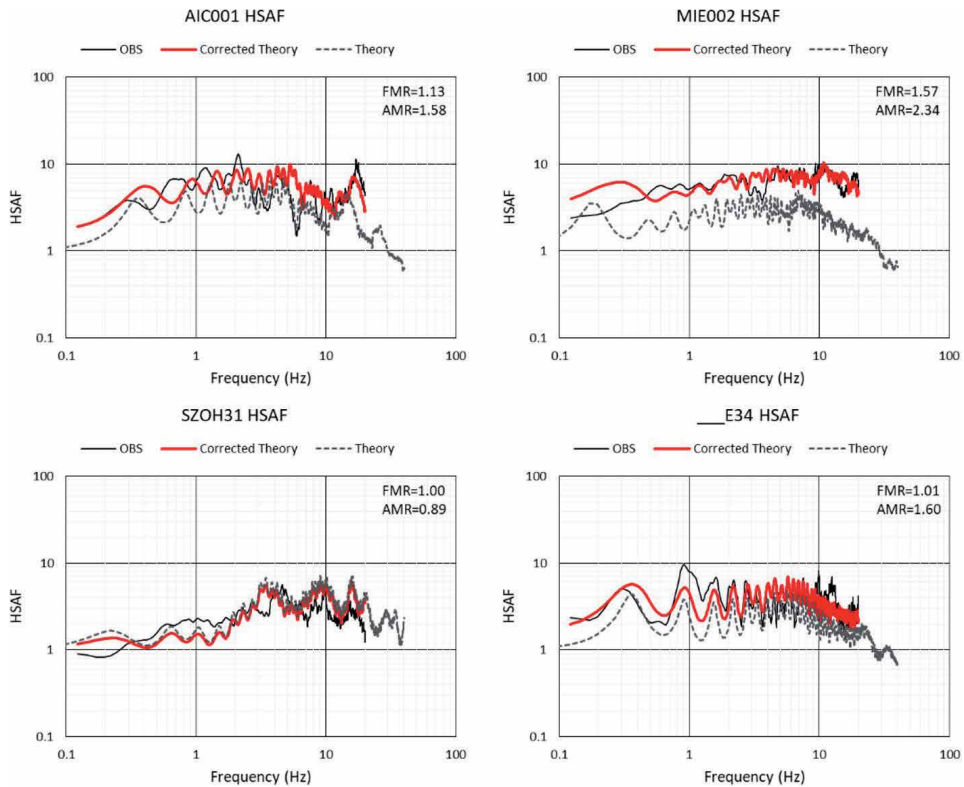 AIC001 HSAF
OBS Corrected Theory Theory
100
FMR=1.13
AMR=1.58
10
HSAF
1
0.1
0.1 1 10 100
Frequency (Hz)
MIE002 HSAF
OBS Corrected Theory Theory
100
FMR=1.57
AMR=2.34
10
HSAF
1
0.1
0.1 1 10 100
Frequency (Hz)
SZOH31 HSAF
OBS Corrected Theory Theory
100
FMR=1.00
AMR=0.89
10
HSAF
1
0.1
0.1 1 10 100
Frequency (Hz)
___E34 HSAF
OBS Corrected Theory Theory
100
FMR=1.01
AMR=1.60
10
HSAF
1
0.1
0.1 1 10 100
Frequency (Hz)